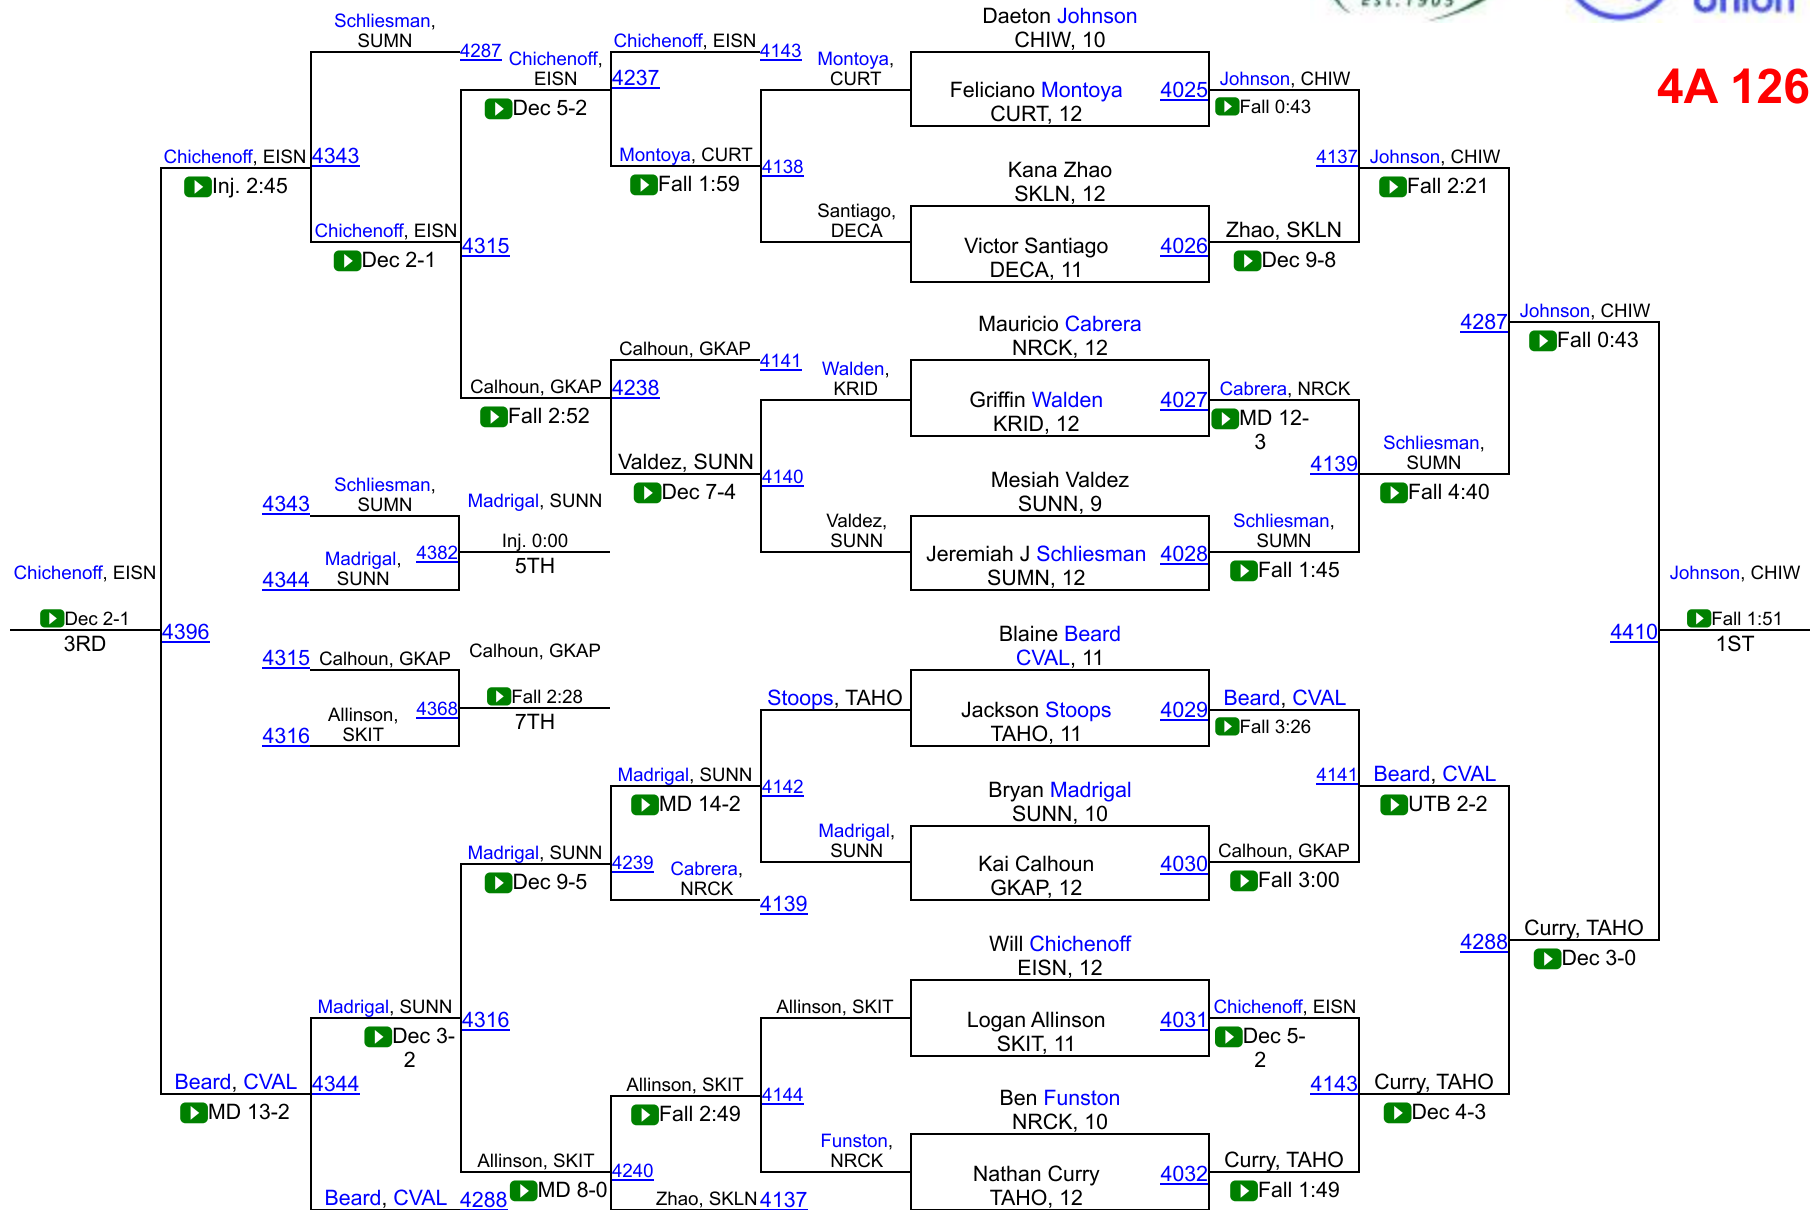 EST.1905
Union
4A 126
Schliesman,
SUMN
4287
Chichenoff,
EISN
Dec 5-2
Chichenoff, EISN
4143
4237
Montoya, CURT
Fall 1:59
4138
Montoya,
CURT
Santiago,
DECA
Daeton Johnson
CHIW, 10
Feliciano Montoya
CURT, 12
4025
Johnson, CHIW
Fall 0:43
Kana Zhao
SKLN, 12
Victor Santiago
DECA, 11
4026
Zhao, SKLN
Dec 9-8
4137
Johnson, CHIW
Fall 2:21
Chichenoff, EISN
4343
Inj. 2:45
Chichenoff, EISN
Dec 2-1
4315
Calhoun, GKAP
Fall 2:52
Calhoun, GKAP
4141
4238
Valdez, SUNN
Dec 7-4
4140
Walden,
KRID
Valdez,
SUNN
Mauricio Cabrera
NRCK, 12
Griffin Walden
KRID, 12
4027
Cabrera, NRCK
MD 12-
3
Mesiah Valdez
SUNN, 9
Jeremiah J Schliesman
SUMN, 12
4028
Schliesman,
SUMN
Fall 1:45
4139
Schliesman,
SUMN
Fall 4:40
4287
Johnson, CHIW
Fall 0:43
4343
Schliesman,
SUMN
4344
Madrigal,
SUNN
4382
Madrigal, SUNN
Inj. 0:00
5TH
Chichenoff, EISN
Dec 2-1
3RD
4396
4315
Calhoun, GKAP
4316
Allinson,
SKIT
4368
Calhoun, GKAP
Fall 2:28
7TH
4410
Johnson, CHIW
Fall 1:51
1ST
Stoops, TAHO
Madrigal, SUNN
MD 14-2
4142
Madrigal,
SUNN
Blaine Beard
CVAL, 11
Jackson Stoops
TAHO, 11
4029
Beard, CVAL
Fall 3:26
Bryan Madrigal
SUNN, 10
Kai Calhoun
GKAP, 12
4030
Calhoun, GKAP
Fall 3:00
4141
Beard, CVAL
UTB 2-2
Madrigal, SUNN
Dec 9-5
4239
Cabrera,
NRCK
4139
Madrigal, SUNN
Dec 3-
2
4316
Beard, CVAL
MD 13-2
4344
Beard, CVAL
4288
Allinson, SKIT
MD 8-0
Allinson, SKIT
Fall 2:49
4240
Zhao, SKLN
4137
4144
Allinson, SKIT
Funston,
NRCK
Will Chichenoff
EISN, 12
Logan Allinson
SKIT, 11
4031
Chichenoff, EISN
Dec 5-
2
Ben Funston
NRCK, 10
Nathan Curry
TAHO, 12
4032
Curry, TAHO
Fall 1:49
4143
Curry, TAHO
Dec 4-3
4288
Curry, TAHO
Dec 3-0